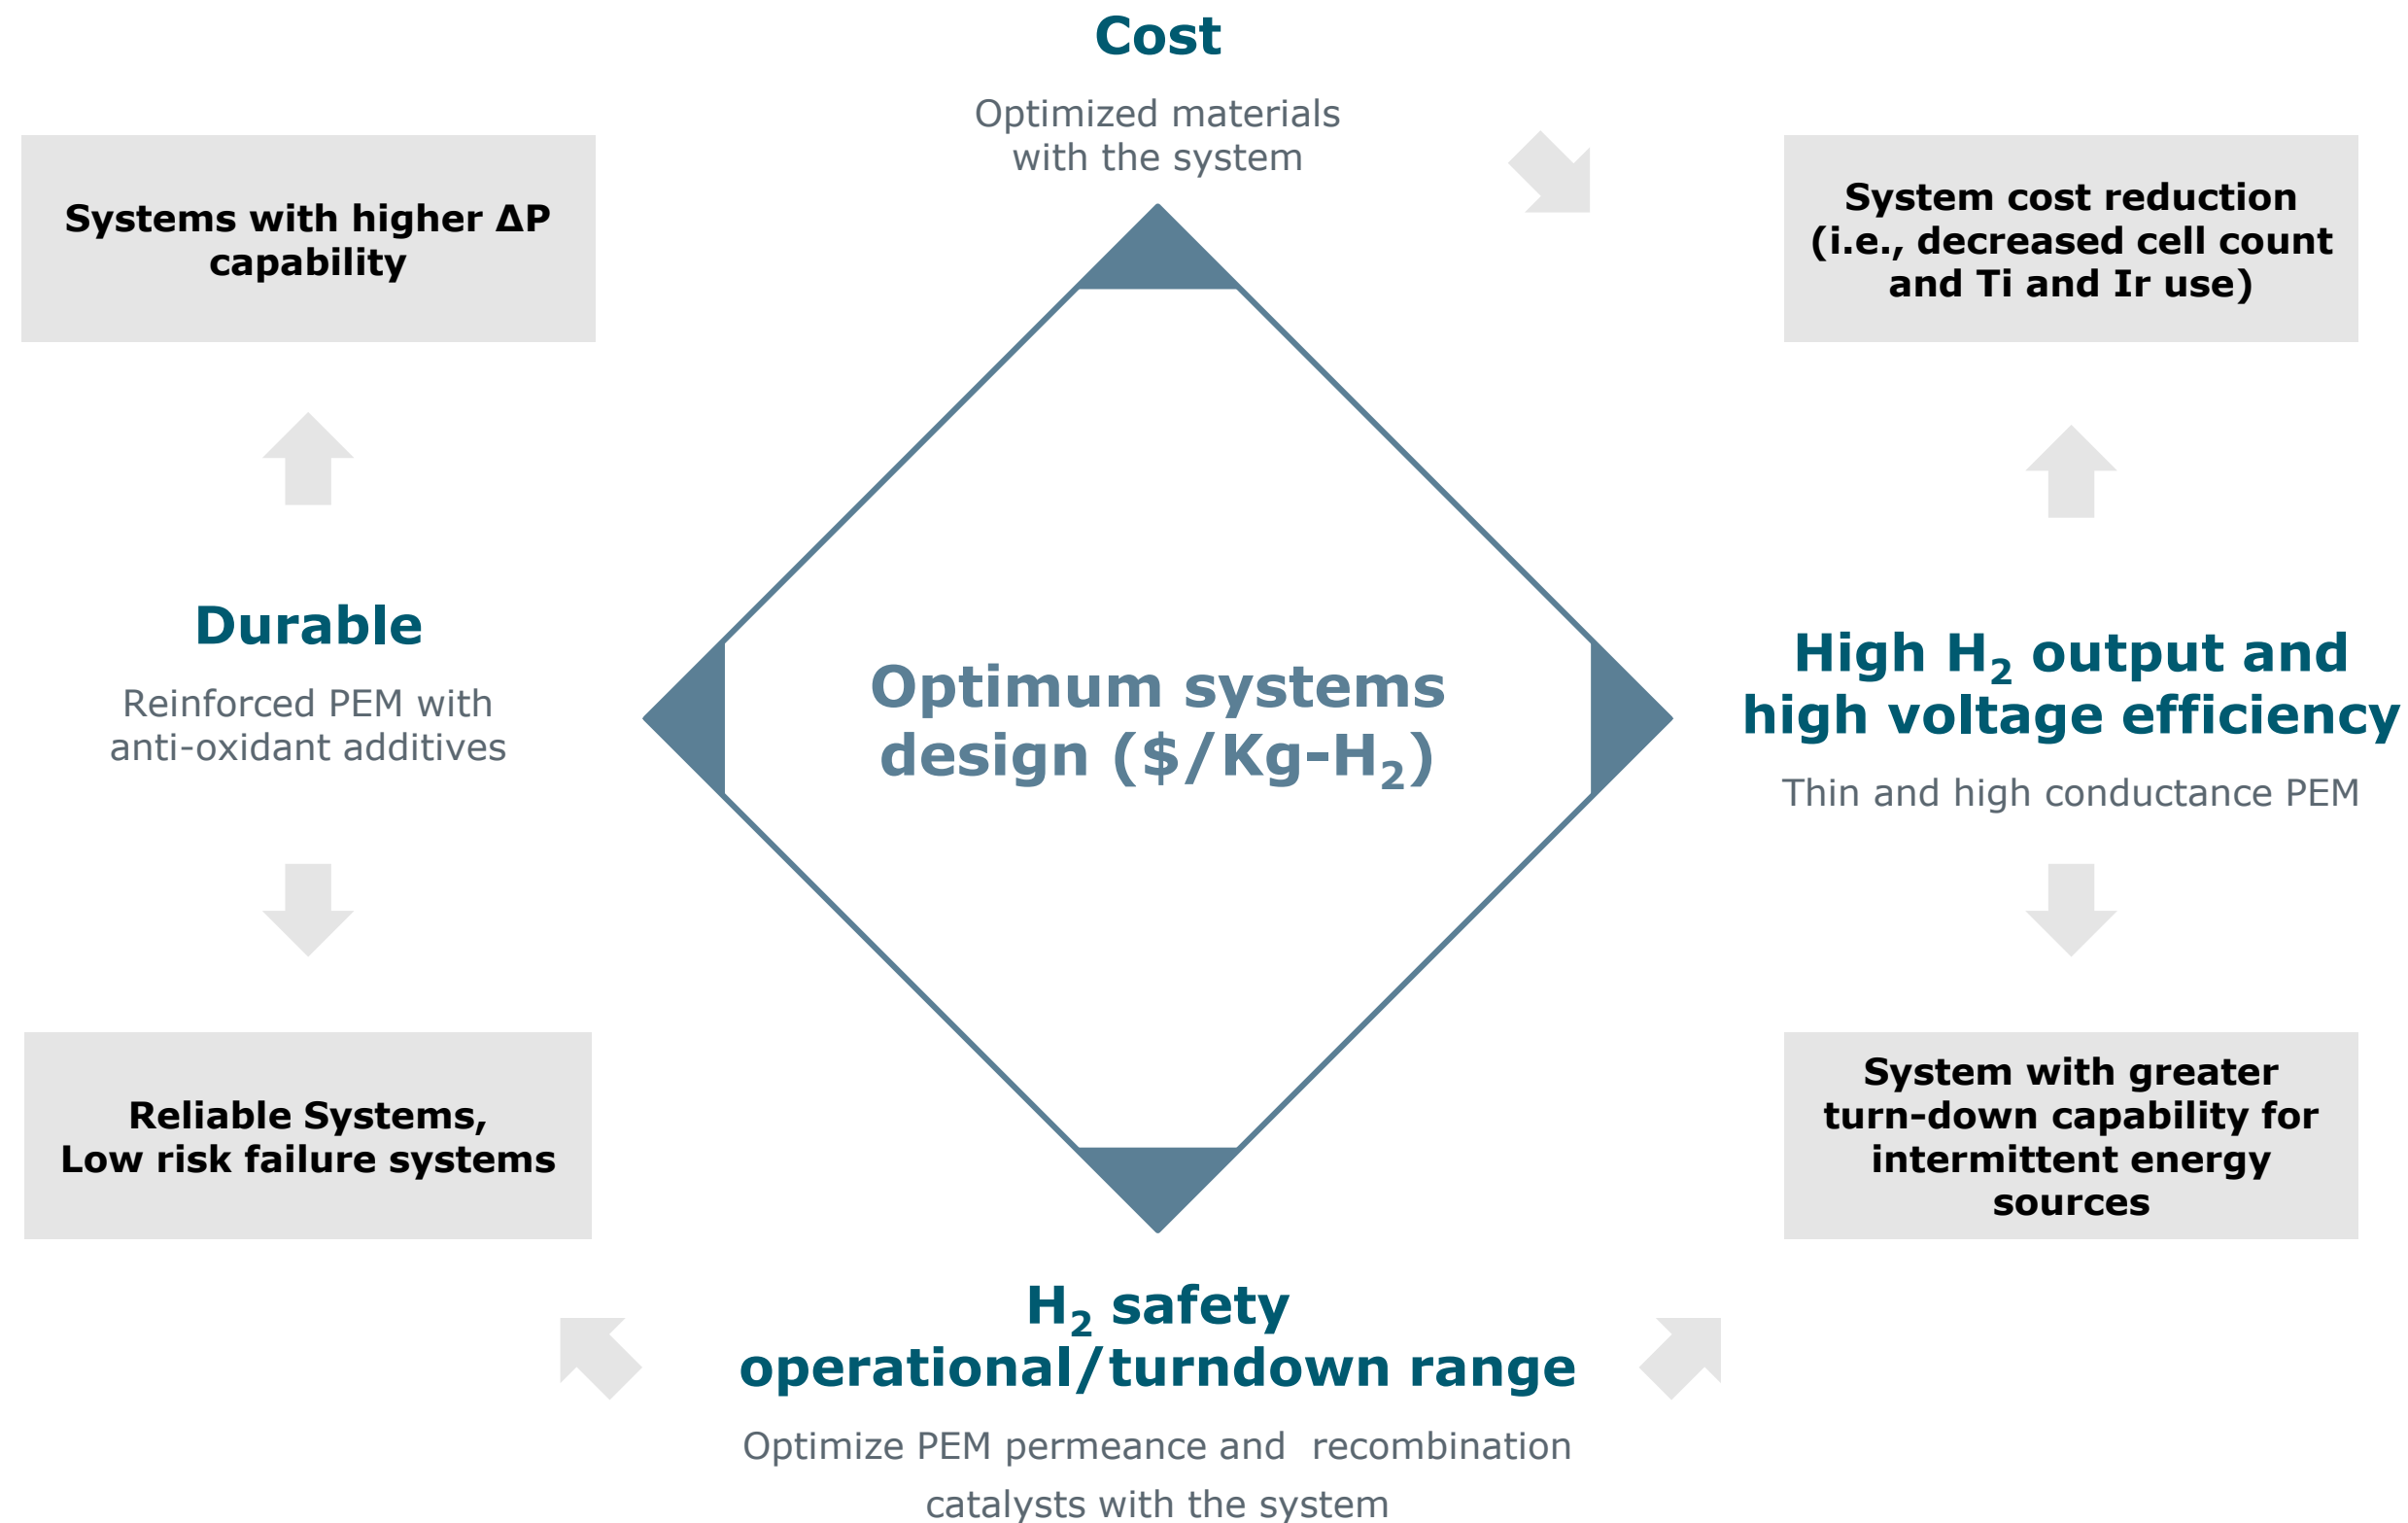 Cost
Optimized materials
with the system
Systems with higher ΔP
capability
System cost reduction
(i.e., decreased cell count
and Ti and Ir use)
Durable
Reinforced PEM with
anti-oxidant additives
Optimum systems
design ($/Kg-H₂)
High H₂ output and
high voltage efficiency
Thin and high conductance PEM
Reliable Systems,
Low risk failure systems
System with greater
turn-down capability for
intermittent energy
sources
H₂ safety
operational/turndown range
Optimize PEM permeance and  recombination
catalysts with the system